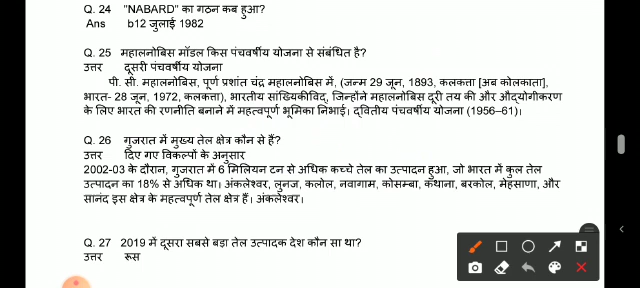 Q. 24 "NABARD" का गठन कब हुआ?
Ans b12 जुलाई 1982
Q. 25 महालनोबिस मॉडल किस पंचवर्षीय योजना से संबंधित है?
उत्तर दूसरी पंचवर्षीय योजना
पी. सी. महालनोबिस, पूर्ण प्रशांत चंद्र महालनोबिस में, (जन्म 29 जून, 1893, कलकत्ता [अब कोलकाता],
भारत- 28 जून, 1972, कलकत्ता), भारतीय सांख्यिकीविद्, जिन्होंने महालनोबिस दूरी तय की और औद्योगीकरण
के लिए भारत की रणनीति बनाने में महत्वपूर्ण भूमिका निभाई। द्वितीय पंचवर्षीय योजना (1956–61)।
Q. 26 गुजरात में मुख्य तेल क्षेत्र कौन से हैं?
उत्तर दिए गए विकल्पों के अनुसार
2002-03 के दौरान, गुजरात में 6 मिलियन टन से अधिक कच्चे तेल का उत्पादन हुआ, जो भारत में कुल तेल
उत्पादन का 18% से अधिक था। अंकलेश्वर, लुनज, कलोल, नवागाम, कोसम्बा, कथाना, बरकोल, मेहसाणा, और
सानंद इस क्षेत्र के महत्वपूर्ण तेल क्षेत्र हैं। अंकलेश्वर।
Q. 27 2019 में दूसरा सबसे बड़ा तेल उत्पादक देश कौन सा था?
उत्तर रूस